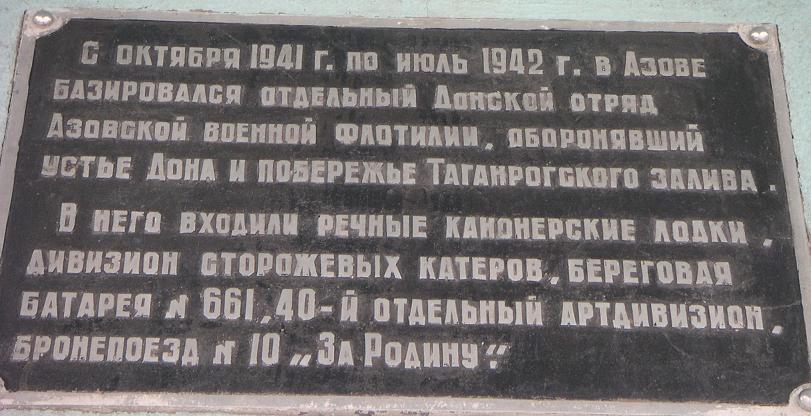 С октября 1941 г. по июль 1942 г. в Азове
базировался отдельный Донской отряд
Азовской военной флотилии, оборонявший
устье Дона и побережье Таганрогского залива.
В него входили речные канонерские лодки,
дивизион сторожевых катеров, береговая
батарея № 661, 40-й отдельный артдивизион,
бронепоезда № 10 „За Родину".